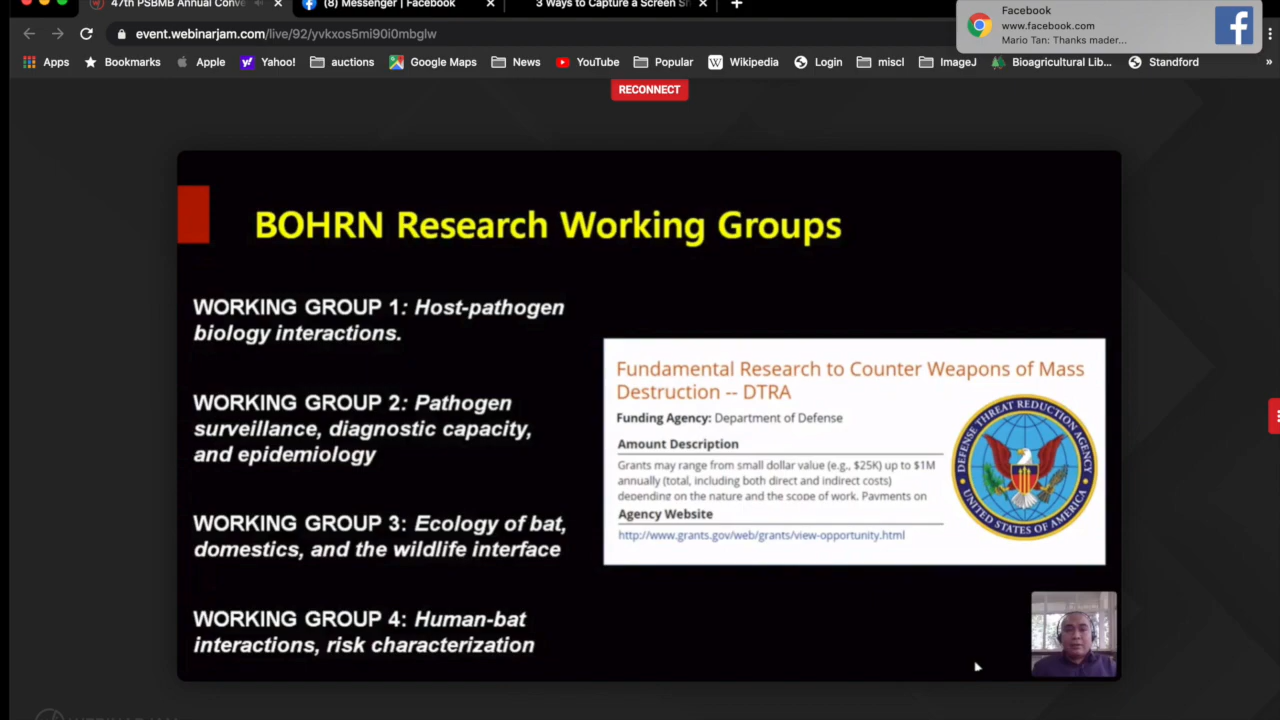 47th PSBMB Annual Conve
(8) Messenger | Facebook
3 Ways to Capture a Screen Sh
Facebook
www.facebook.com
Mario Tan: Thanks mader...
event.webinarjam.com/live/92/yvkxos5mi90i0mbglw
Apps
Bookmarks
Apple
Yahoo!
auctions
Google Maps
News
YouTube
Popular
W Wikipedia
Login
miscl
ImageJ
Bioagricultural Lib...
Standford
»
RECONNECT
BOHRN Research Working Groups
WORKING GROUP 1: Host-pathogen
biology interactions.
WORKING GROUP 2: Pathogen
surveillance, diagnostic capacity,
and epidemiology
WORKING GROUP 3: Ecology of bat,
domestics, and the wildlife interface
WORKING GROUP 4: Human-bat
interactions, risk characterization
Fundamental Research to Counter Weapons of Mass
Destruction -- DTRA
Funding Agency: Department of Defense
Amount Description
Grants may range from small dollar value (e.g., $25K) up to $1M
annually (total, including both direct and indirect costs)
depending on the nature and the scope of work. Payments on
Agency Website
http://www.grants.gov/web/grants/view-opportunity.html
DEFENSE THREAT REDUCTION AGENCY
UNITED STATES OF AMERICA
WEBINARJAM